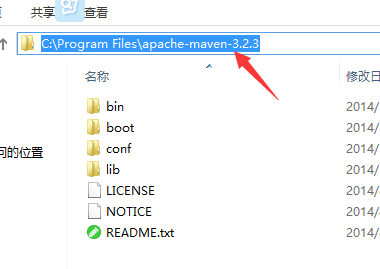 享 查看
C:\Program Files\apache-maven-3.2.3
名称 修改日
bin 2014/
boot 2014/
问的位置 conf 2014/
lib 2014/
LICENSE 2014/
NOTICE 2014/
README.txt 2014/